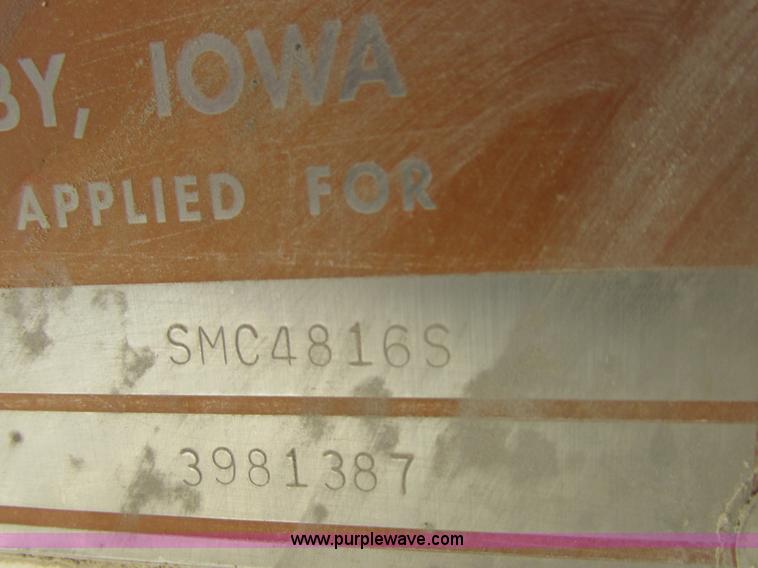 BY, IOWA
APPLIED FOR
SMC4816S
3981387
www.purplewave.com